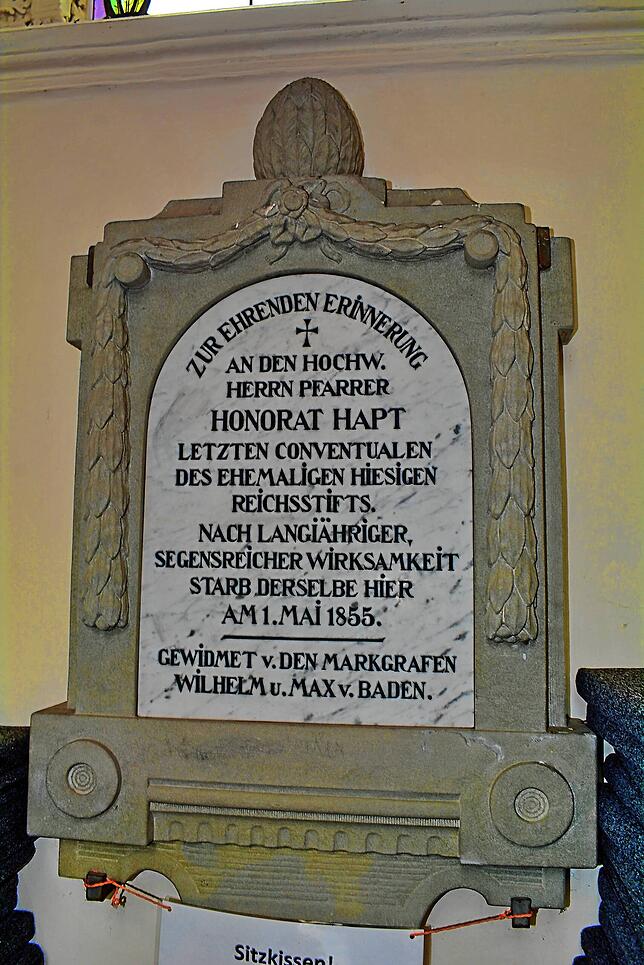 ZUR EHRENDEN ERINNERUNG
AN DEN HOCHW.
HERRN PFARRER
HONORAT HAPT
LETZTEN CONVENTUALEN
DES EHEMALIGEN HIESIGEN
REICHSSTIFTS.
NACH LANGIÄHRIGER,
SEGENSREICHER WIRKSAMKEIT
STARB DERSELBE HIER
AM 1. MAI 1855.
GEWIDMET v. DEN MARKGRAFEN
WILHELM u. MAX v. BADEN.
Sitzkissen!